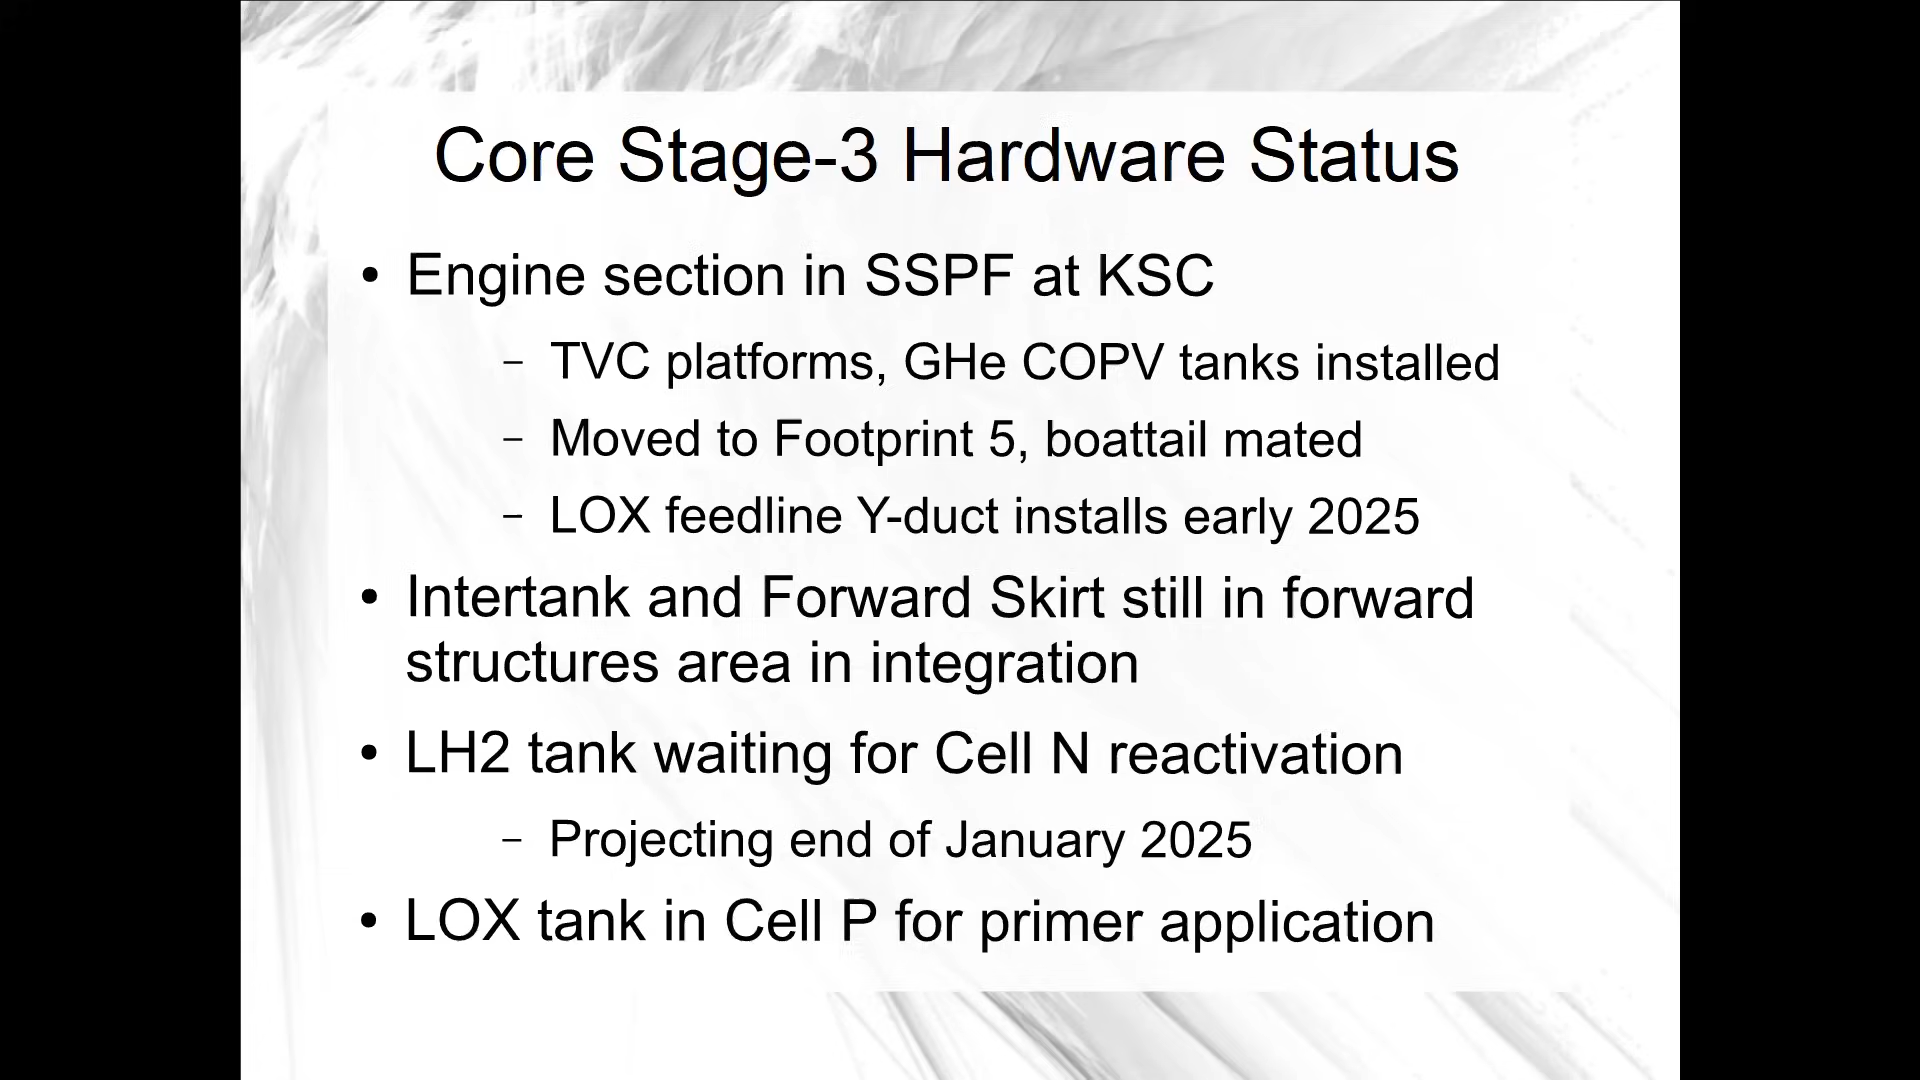 Core Stage-3 Hardware Status
• Engine section in SSPF at KSC
– TVC platforms, GHe COPV tanks installed
– Moved to Footprint 5, boattail mated
– LOX feedline Y-duct installs early 2025
• Intertank and Forward Skirt still in forward
structures area in integration
• LH2 tank waiting for Cell N reactivation
– Projecting end of January 2025
• LOX tank in Cell P for primer application